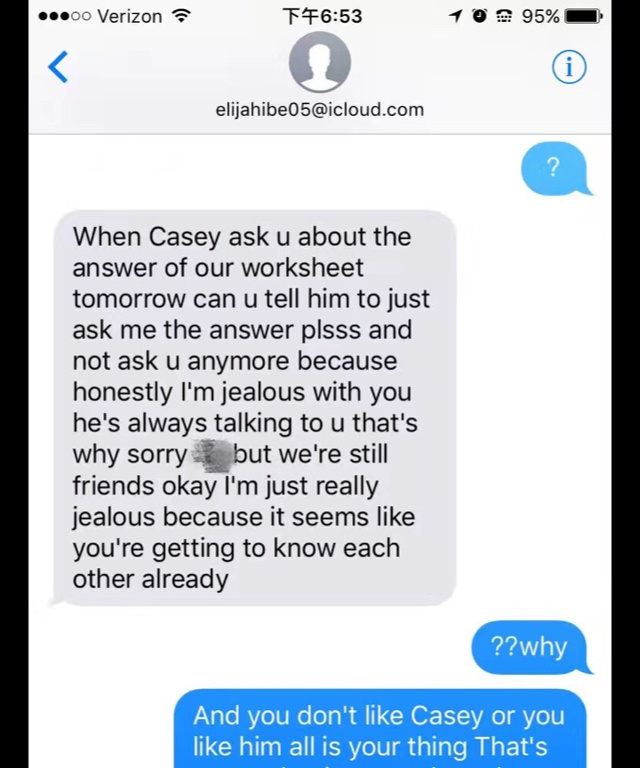 Verizon 下午6:53 95%
elijahibe05@icloud.com
?
When Casey ask u about the
answer of our worksheet
tomorrow can u tell him to just
ask me the answer plsss and
not ask u anymore because
honestly I'm jealous with you
he's always talking to u that's
why sorry but we're still
friends okay I'm just really
jealous because it seems like
you're getting to know each
other already
??why
And you don't like Casey or you
like him all is your thing That's